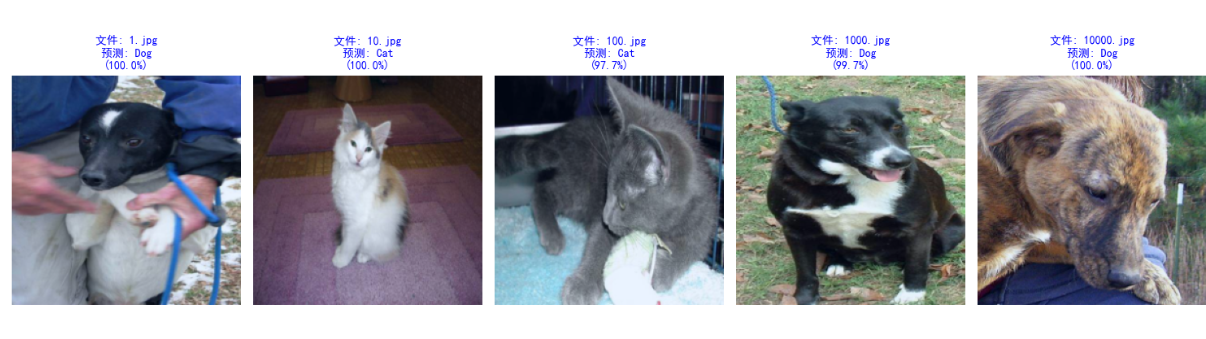 文件: 1.jpg
预测: Dog
(100.0%)
文件: 10.jpg
预测: Cat
(100.0%)
文件: 100.jpg
预测: Cat
(97.7%)
文件: 1000.jpg
预测: Dog
(99.7%)
文件: 10000.jpg
预测: Dog
(100.0%)